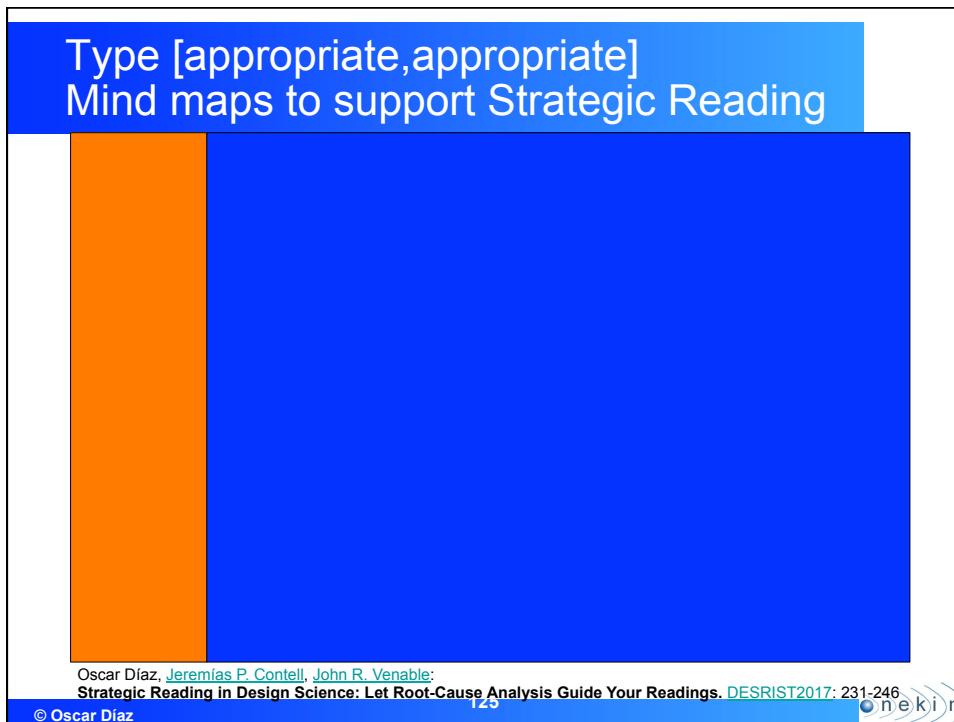 Type [appropriate,appropriate]
Mind maps to support Strategic Reading
Oscar Díaz, Jeremías P. Contell, John R. Venable:
Strategic Reading in Design Science: Let Root-Cause Analysis Guide Your Readings. DESRIST2017: 231-246
125
© Oscar Díaz
onekin